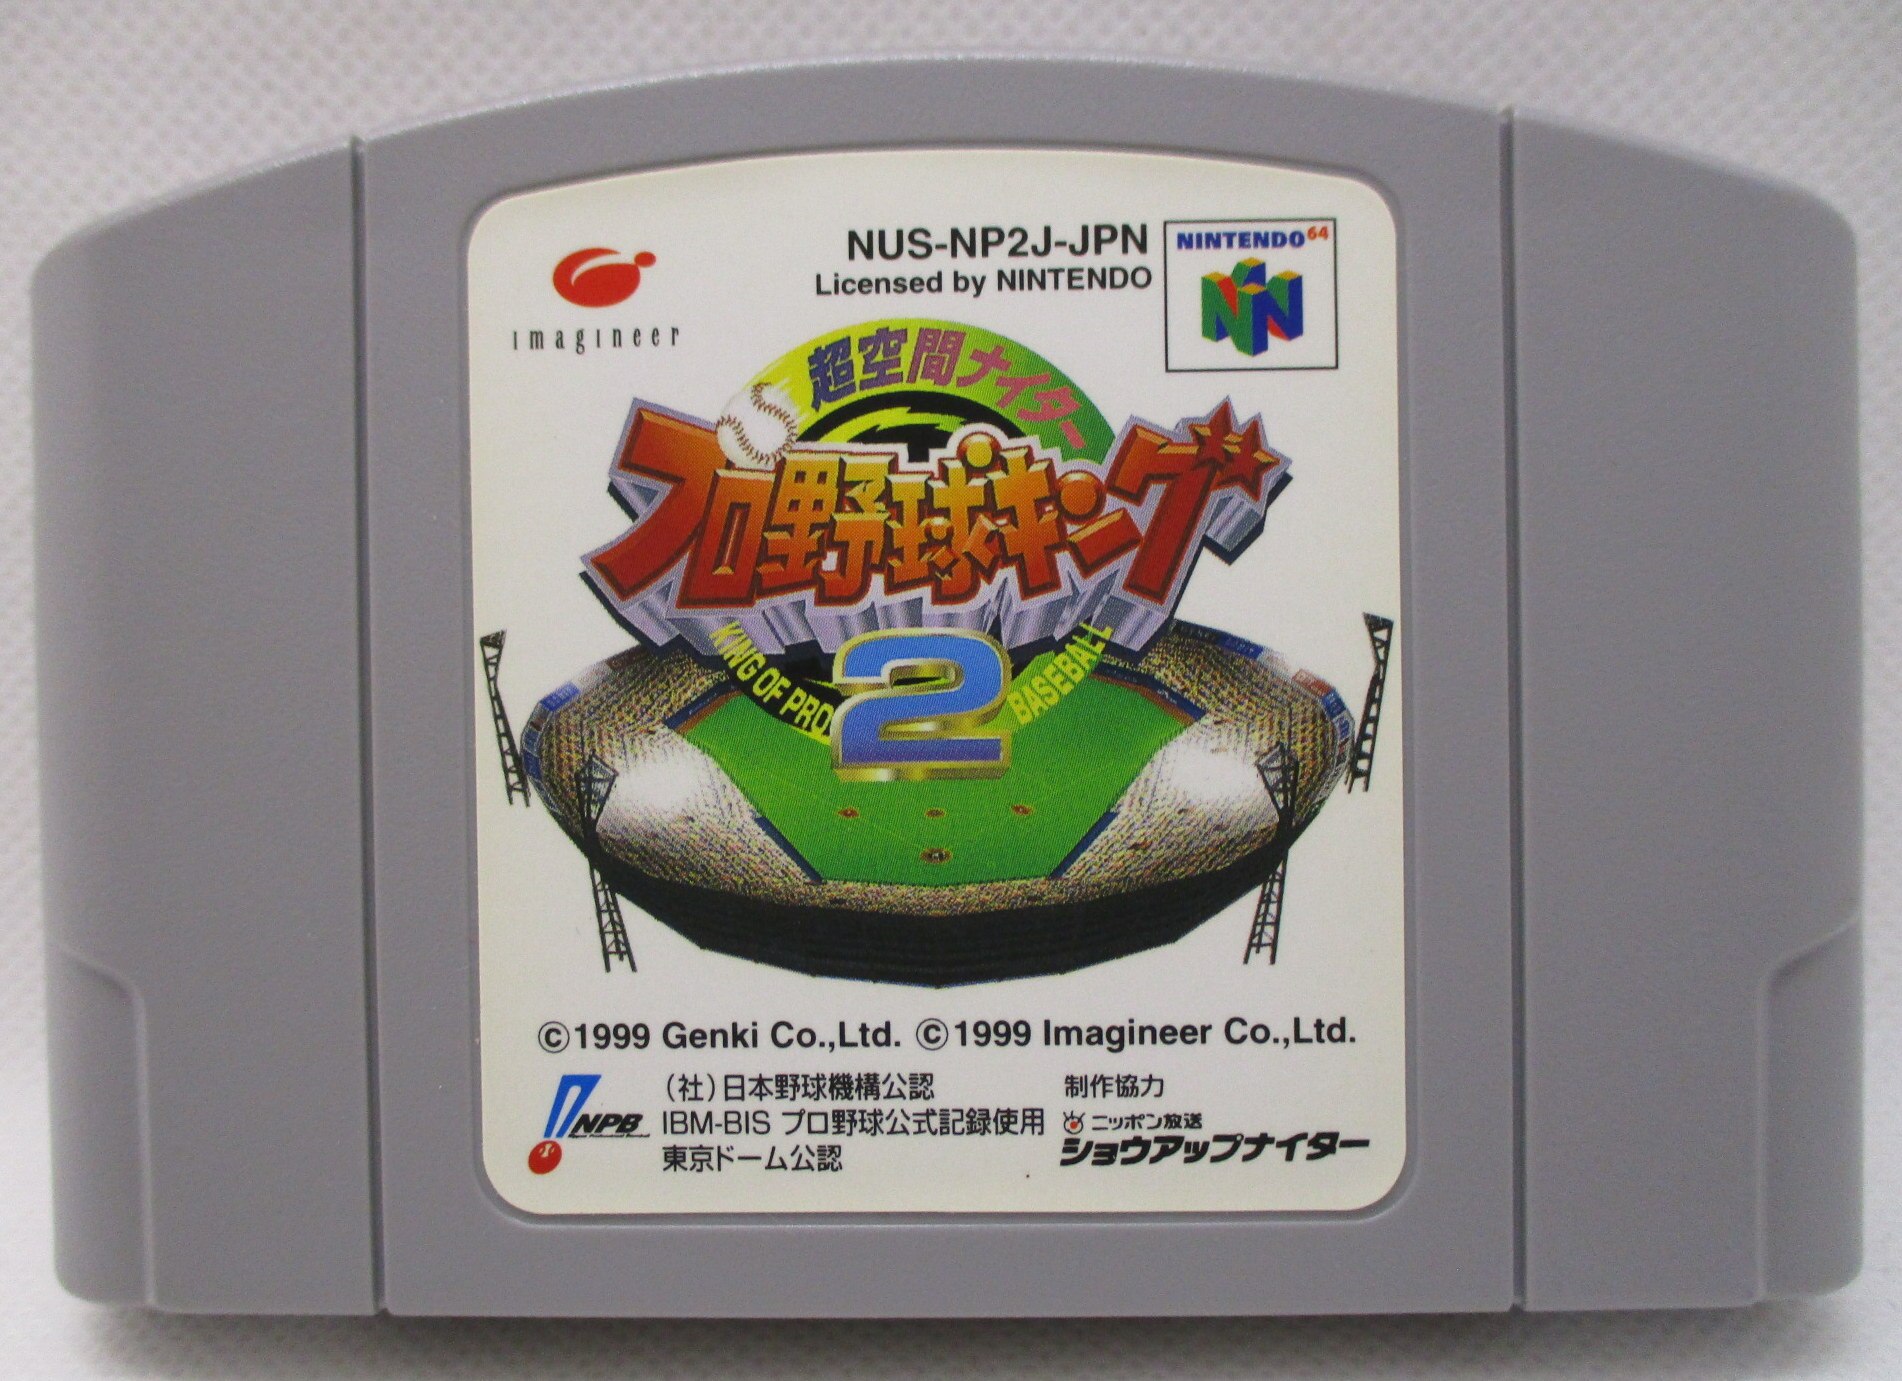 imagineer
NUS-NP2J-JPN
Licensed by NINTENDO
NINTENDO64
超空間ナイター
プロ野球キング
2
KING OF PRO BASEBALL
©1999 Genki Co.,Ltd. ©1999 Imagineer Co.,Ltd.
NPB
(社)日本野球機構公認
IBM-BIS プロ野球公式記録使用
東京ドーム公認
制作協力
ニッポン放送
ショウアップナイター